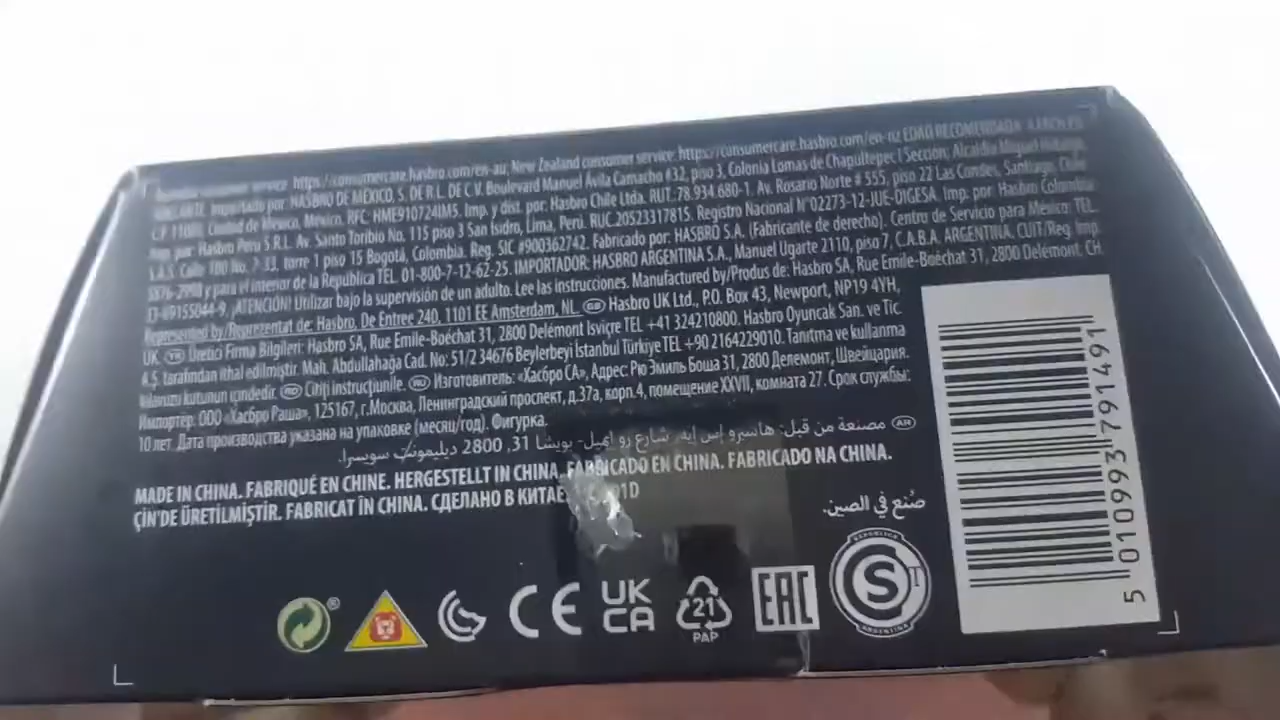 https://consumercare.hasbro.com/en-au, New Zealand consumer service: https://consumercare.hasbro.com/en-nz EDAD RECOMENDADA:
Importado por: HASBRO DE MÉXICO, S. DE R.L. DE C.V. Boulevard Manuel Ávila Camacho #32, piso 3, Colonia Lomas de Chapultepec I Sección, Alcaldía Miguel Hidalgo,
C.P. 11000, Ciudad de México, México. RFC: HME910724IM5. Imp. y dist. por: Hasbro Chile Ltda. RUT.:78.934.680-1. Av. Rosario Norte # 555, piso 22 Las Condes, Santiago, Chile
Imp. por: Hasbro Perú S.R.L. Av. Santo Toribio No. 115 piso 3 San Isidro, Lima, Perú. RUC.20523317815. Registro Nacional N°02273-12-JUE-DIGESA. Imp. por: Hasbro Colombia
S.A.S. Calle 100 No. 7-33, torre 1 piso 15 Bogotá, Colombia. Reg. SIC #900362742. Fabricado por: HASBRO S.A. (Fabricante de derecho). Centro de Servicio para México: TEL.
5876-2998 y para el interior de la República TEL. 01-800-7-12-62-25. IMPORTADOR: HASBRO ARGENTINA S.A., Manuel Ugarte 2110, piso 7, C.A.B.A. ARGENTINA. CUIT/Reg. Imp.
¡ATENCIÓN! Utilizar bajo la supervisión de un adulto. Lee las instrucciones. Manufactured by/Produs de: Hasbro SA, Rue Emile-Boéchat 31, 2800 Delémont, CH.
Represented by/Reprezentat de: Hasbro, De Entree 240, 1101 EE Amsterdam, NL. GB Hasbro UK Ltd., P.O. Box 43, Newport, NP19 4YH,
UK. TR Üretici Firma Bilgileri: Hasbro SA, Rue Emile-Boéchat 31, 2800 Delémont İsviçre TEL +41 324210800. Hasbro Oyuncak San. ve Tic.
A.Ş. tarafından ithal edilmiştir. Mah. Abdullahağa Cad. No: 51/2 34676 Beylerbeyi İstanbul Türkiye TEL +90 2164229010. Tanıtma ve kullanma
kılavuzu kutunun içindedir. RO Citiți instrucțiunile. RU Изготовитель: «Хасбро СА», Адрес: Рю Эмиль Боша 31, 2800 Делемонт, Швейцария.
Импортёр: ООО «Хасбро Раша», 125167, г.Москва, Ленинградский проспект, д.37а, корп.4, помещение XXVII, комната 27. Срок службы:
10 лет. Дата производства указана на упаковке (месяц/год). Фигурка.
AR مصنعة من قبل: هاسبرو إس إيه، شارع رو إميل- بويشا 31، 2800 ديليمونت، سويسرا.
MADE IN CHINA. FABRIQUÉ EN CHINE. HERGESTELLT IN CHINA. FABRICADO EN CHINA. FABRICADO NA CHINA.
ÇİN'DE ÜRETİLMİŞTİR. FABRICAT ÎN CHINA. СДЕЛАНО В КИТАЕ.
صُنع في الصين.
CE UK CA 21 PAP EAC
REPUBLICA S T ARGENTINA
5 010993 791491